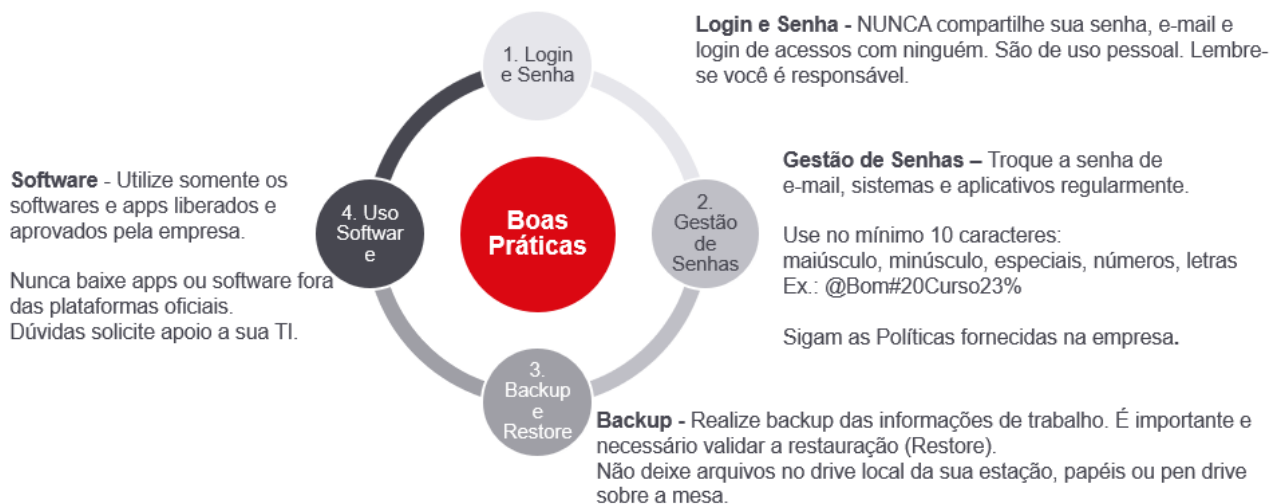 1. Login
e Senha
Login e Senha - NUNCA compartilhe sua senha, e-mail e
login de acessos com ninguém. São de uso pessoal. Lembre-
se você é responsável.
2.
Gestão
de
Senhas
Gestão de Senhas – Troque a senha de
e-mail, sistemas e aplicativos regularmente.
Use no mínimo 10 caracteres:
maiúsculo, minúsculo, especiais, números, letras
Ex.: @Bom#20Curso23%
Sigam as Políticas fornecidas na empresa.
Boas
Práticas
3.
Backup
e
Restore
Backup - Realize backup das informações de trabalho. É importante e
necessário validar a restauração (Restore).
Não deixe arquivos no drive local da sua estação, papéis ou pen drive
sobre a mesa.
4. Uso
Softwar
e
Software - Utilize somente os
softwares e apps liberados e
aprovados pela empresa.
Nunca baixe apps ou software fora
das plataformas oficiais.
Dúvidas solicite apoio a sua TI.